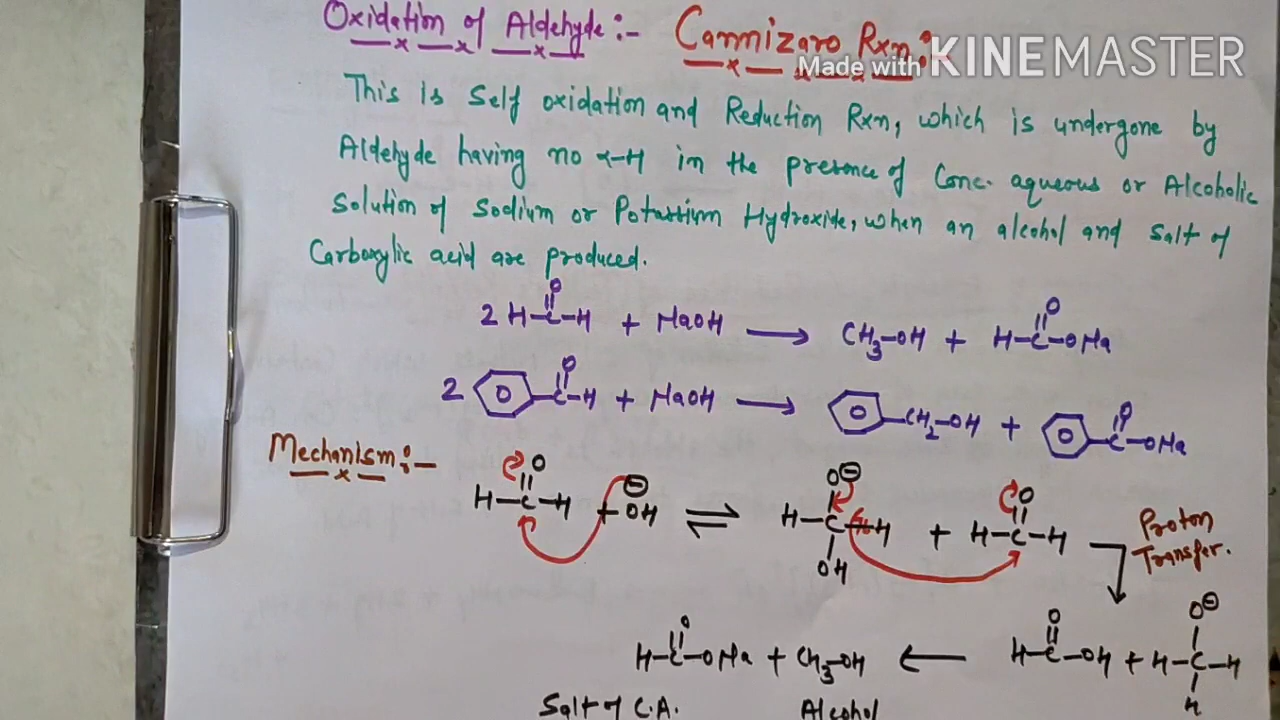 Oxidation of Aldehyde:- Cannizaro Rxn:-
Made with KINEMASTER
This is Self oxidation and Reduction Rxn, which is undergone by
Aldehyde having no α-H in the presence of Conc. aqueous or Alcoholic
Solution of Sodium or Potassium Hydroxide, when an alcohol and Salt of
Carboxylic acid are produced.
2 H-C(=O)-H + NaOH ⟶ CH3-OH + H-C(=O)-ONa
2 C-H (=O) + NaOH ⟶ CH2-OH + C(=O)-ONa
Mechanism:-
H-C(=O)-H + ⊖OH ⇌ H-C(O⊖)(OH)-H + H-C(=O)-H
Proton
Transfer.
H-C(=O)-ONa + CH3-OH ⟵ H-C(=O)-OH + H-C(O⊖)(H)-H
Salt of C.A. Alcohol